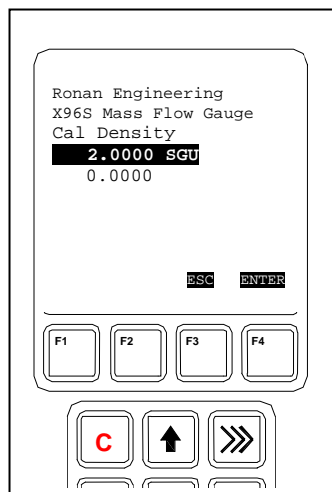 Ronan Engineering
X96S Mass Flow Gauge
Cal Density
2.0000 SGU
0.0000
ESC ENTER
F1 F2 F3 F4
C